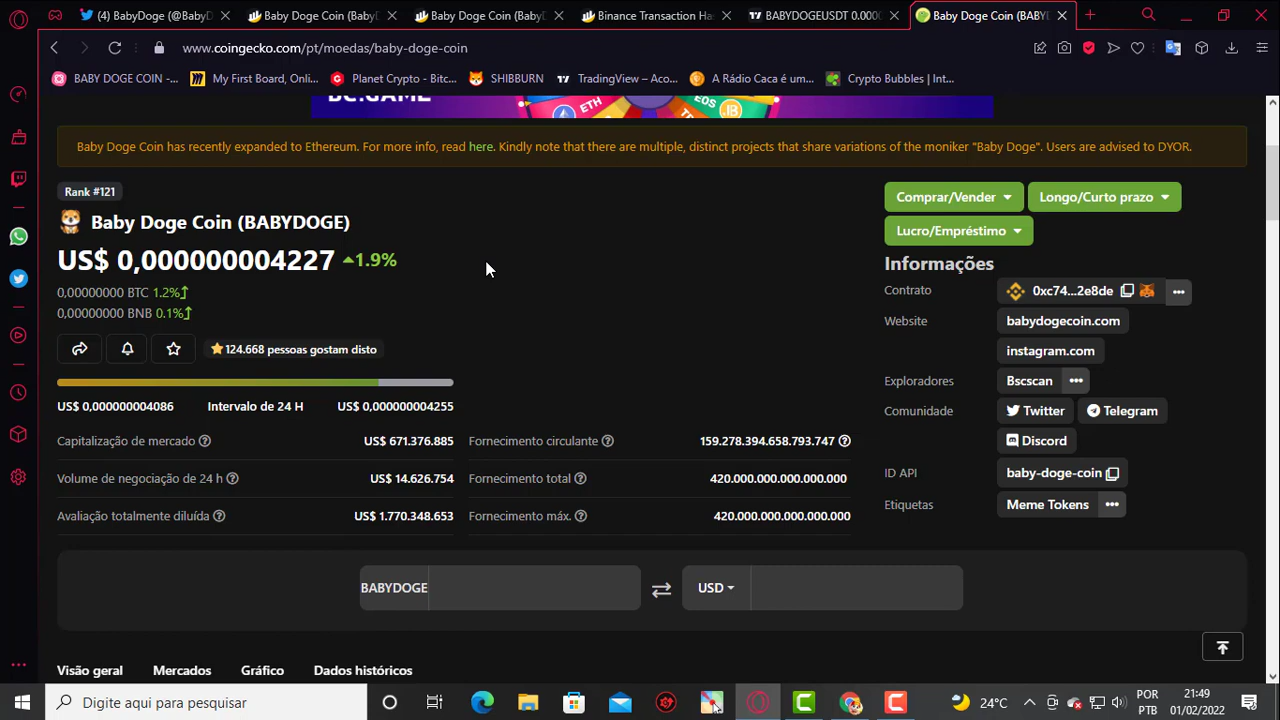 (4) BabyDoge (@BabyD
Baby Doge Coin (BabyD
Baby Doge Coin (BabyD
Binance Transaction Has
BABYDOGEUSDT 0.000
Baby Doge Coin (BABYD
www.coingecko.com/pt/moedas/baby-doge-coin
BABY DOGE COIN -...
My First Board, Onli...
Planet Crypto - Bitc...
SHIBBURN
TradingView – Aco...
A Rádio Caca é um...
Crypto Bubbles | Int...
BC.GAME
ETH
EOS
Baby Doge Coin has recently expanded to Ethereum. For more info, read here. Kindly note that there are multiple, distinct projects that share variations of the moniker "Baby Doge". Users are advised to DYOR.
Rank #121
Baby Doge Coin (BABYDOGE)
US$ 0,000000004227 1.9%
0,00000000 BTC 1.2%
0,00000000 BNB 0.1%
124.668 pessoas gostam disto
US$ 0,000000004086 Intervalo de 24 H US$ 0,000000004255
Capitalização de mercado US$ 671.376.885
Volume de negociação de 24 h US$ 14.626.754
Avaliação totalmente diluída US$ 1.770.348.653
Fornecimento circulante 159.278.394.658.793.747
Fornecimento total 420.000.000.000.000.000
Fornecimento máx. 420.000.000.000.000.000
Comprar/Vender
Longo/Curto prazo
Lucro/Empréstimo
Informações
Contrato 0xc74...2e8de
Website babydogecoin.com
instagram.com
Exploradores Bscscan
Comunidade Twitter Telegram
Discord
ID API baby-doge-coin
Etiquetas Meme Tokens
BABYDOGE
USD
Visão geral Mercados Gráfico Dados históricos
Digite aqui para pesquisar
24°C
POR
PTB
21:49
01/02/2022